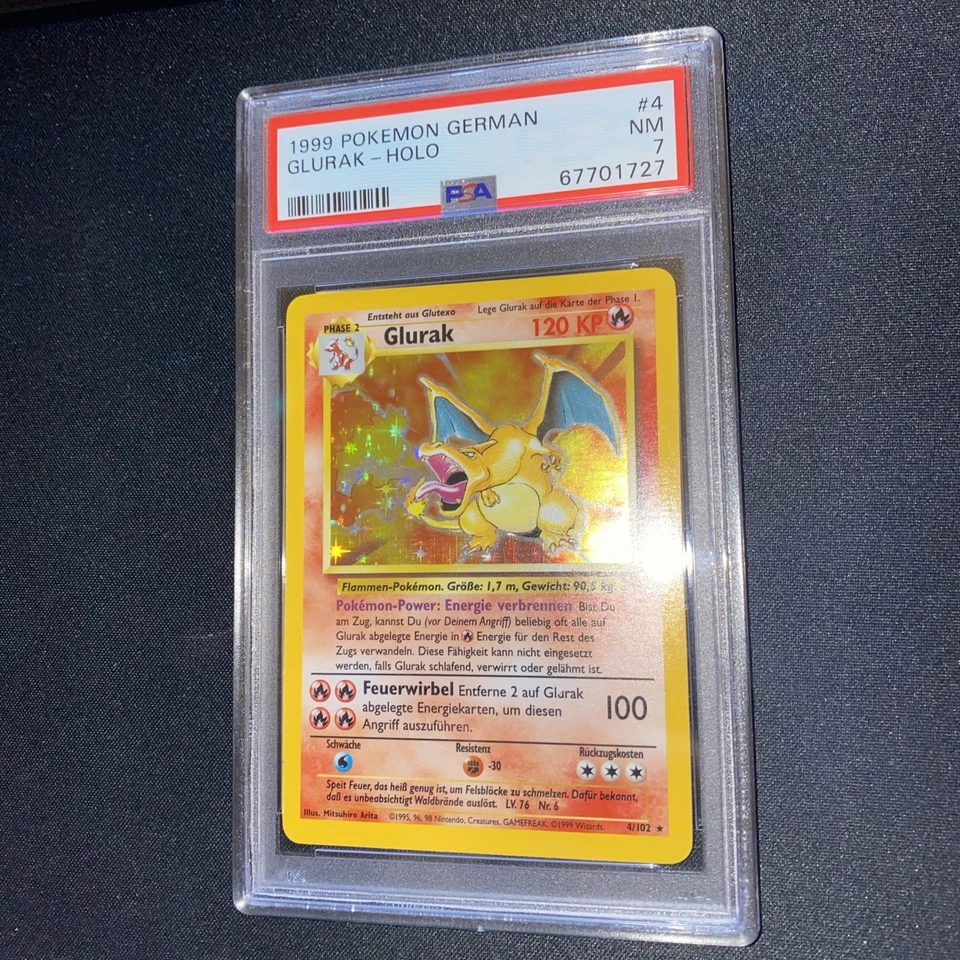 1999 POKEMON GERMAN #4
GLURAK - HOLO NM
7
PSA 67701727
Entsteht aus Glutexo Lege Glurak auf die Karte der Phase 1.
PHASE 2 Glurak 120 KP
Flammen-Pokémon. Größe: 1,7 m, Gewicht: 90,5 kg.
Pokémon-Power: Energie verbrennen Bist Du
am Zug, kannst Du (vor Deinem Angriff) beliebig oft alle auf
Glurak abgelegte Energie in Energie für den Rest des
Zugs verwandeln. Diese Fähigkeit kann nicht eingesetzt
werden, falls Glurak schlafend, verwirrt oder gelähmt ist.
Feuerwirbel Entferne 2 auf Glurak
abgelegte Energiekarten, um diesen 100
Angriff auszuführen.
Schwäche Resistenz Rückzugskosten
-30
Speit Feuer, das heiß genug ist, um Felsblöcke zu schmelzen. Dafür bekannt,
daß es unbeabsichtigt Waldbrände auslöst. LV. 76 Nr. 6
Illus. Mitsuhiro Arita ©1995, 96, 98 Nintendo, Creatures, GAMEFREAK. ©1999 Wizards. 4/102 ★